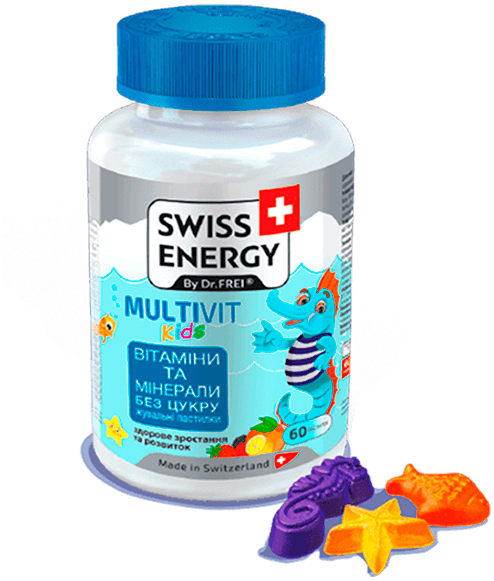 SWISS
ENERGY
By Dr.FREI®
MULTIVIT
Kids
ВІТАМІНИ
ТА
МІНЕРАЛИ
БЕЗ ЦУКРУ
жувальні пастилки
здорове зростання
та розвиток
60
Made in Switzerland